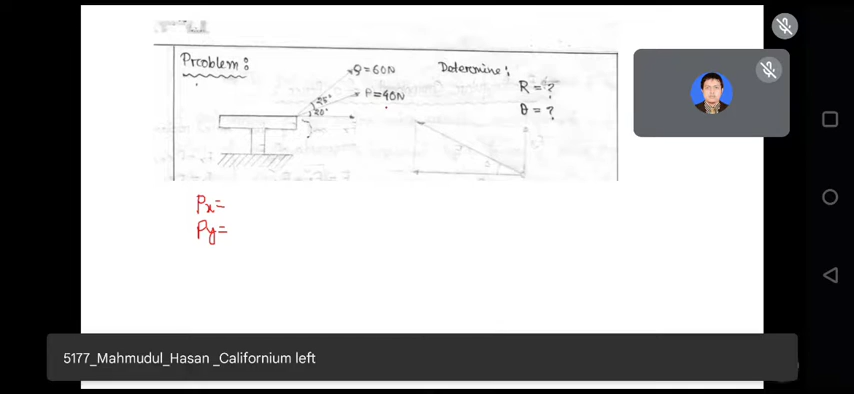 Problem:
Q=60N
P=40N
25°
20°
Determine:
R=?
θ=?
Px=
Py=
5177_Mahmudul_Hasan _Californium left